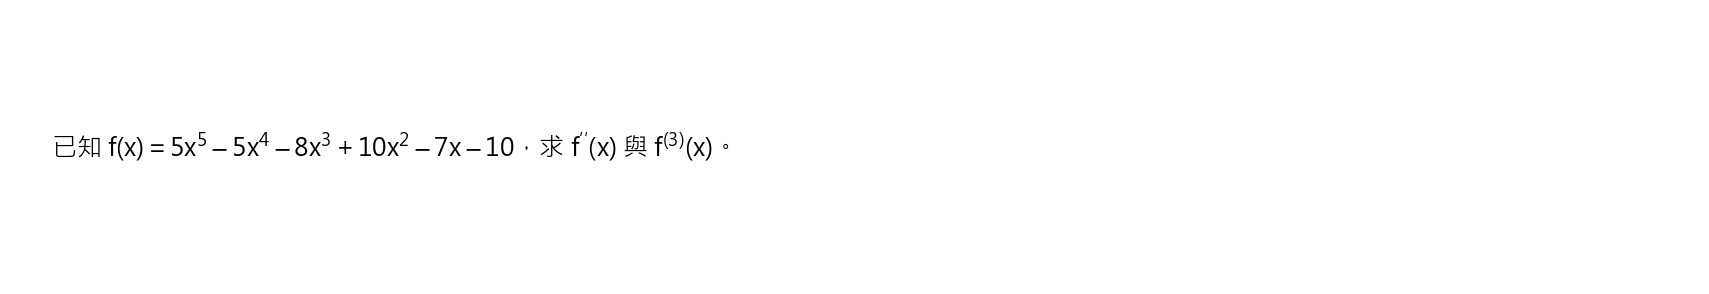 已知 f(x) = 5x⁵ – 5x⁴ – 8x³ + 10x² – 7x – 10，求 f′′(x) 與 f⁽³⁾(x)。